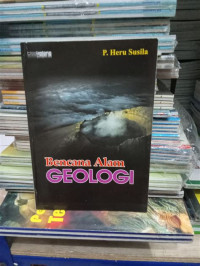 P. Heru Susila
Bencana Alam
GEOLOGI